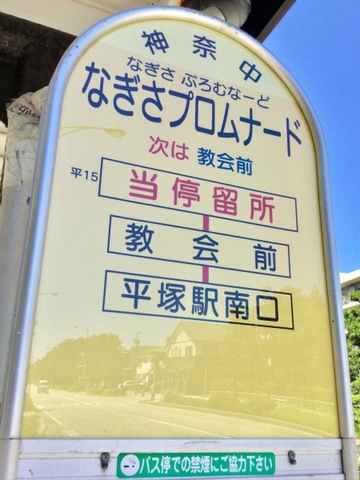 神奈中
なぎさ ぷろむなーど
なぎさプロムナード
次は 教会前
平15 当停留所
教会前
平塚駅南口
バス停での禁煙にご協力下さい